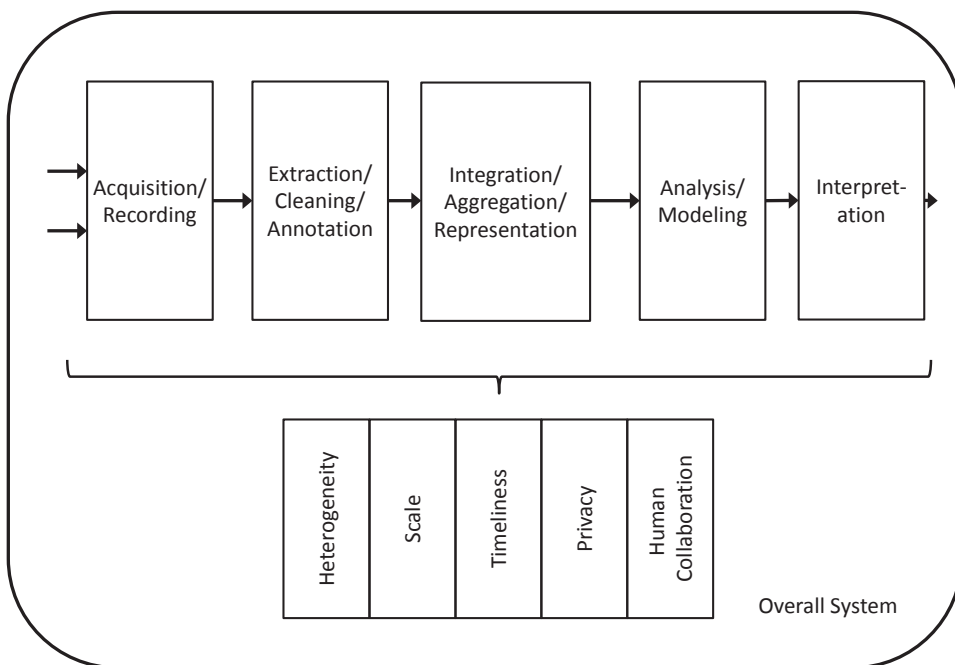 Acquisition/
Recording
Extraction/
Cleaning/
Annotation
Integration/
Aggregation/
Representation
Analysis/
Modeling
Interpret-
ation
Heterogeneity
Scale
Timeliness
Privacy
Human
Collaboration
Overall System